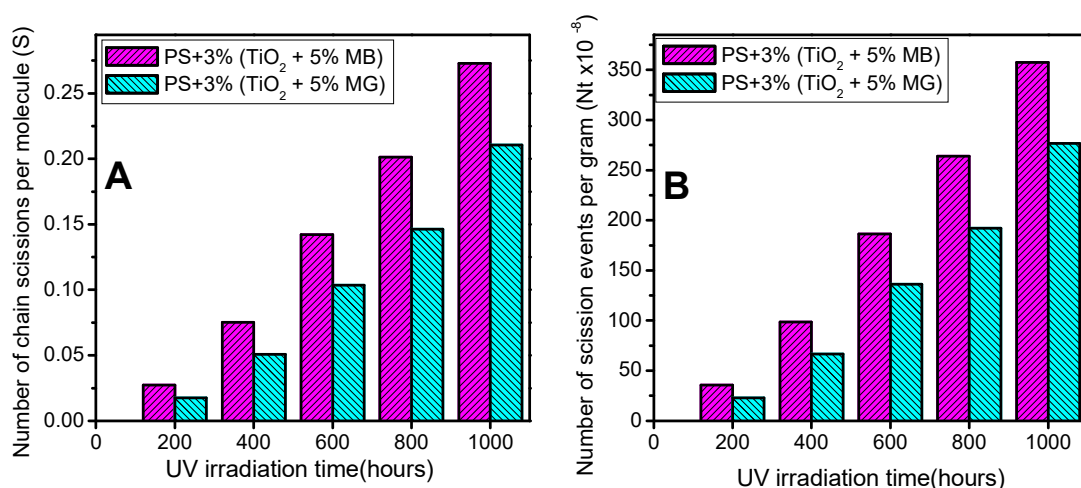 Number of chain scissions per molecule (S)
0.25
0.20
0.15
0.10
0.05
0.00
PS+3% (TiO₂ + 5% MB)
PS+3% (TiO₂ + 5% MG)
A
0 200 400 600 800 1000
UV irradiation time(hours)
Number of scission events per gram (Nt x10⁻⁸)
350
300
250
200
150
100
50
0
PS+3% (TiO₂ + 5% MB)
PS+3% (TiO₂ + 5% MG)
B
0 200 400 600 800 1000
UV irradiation time(hours)